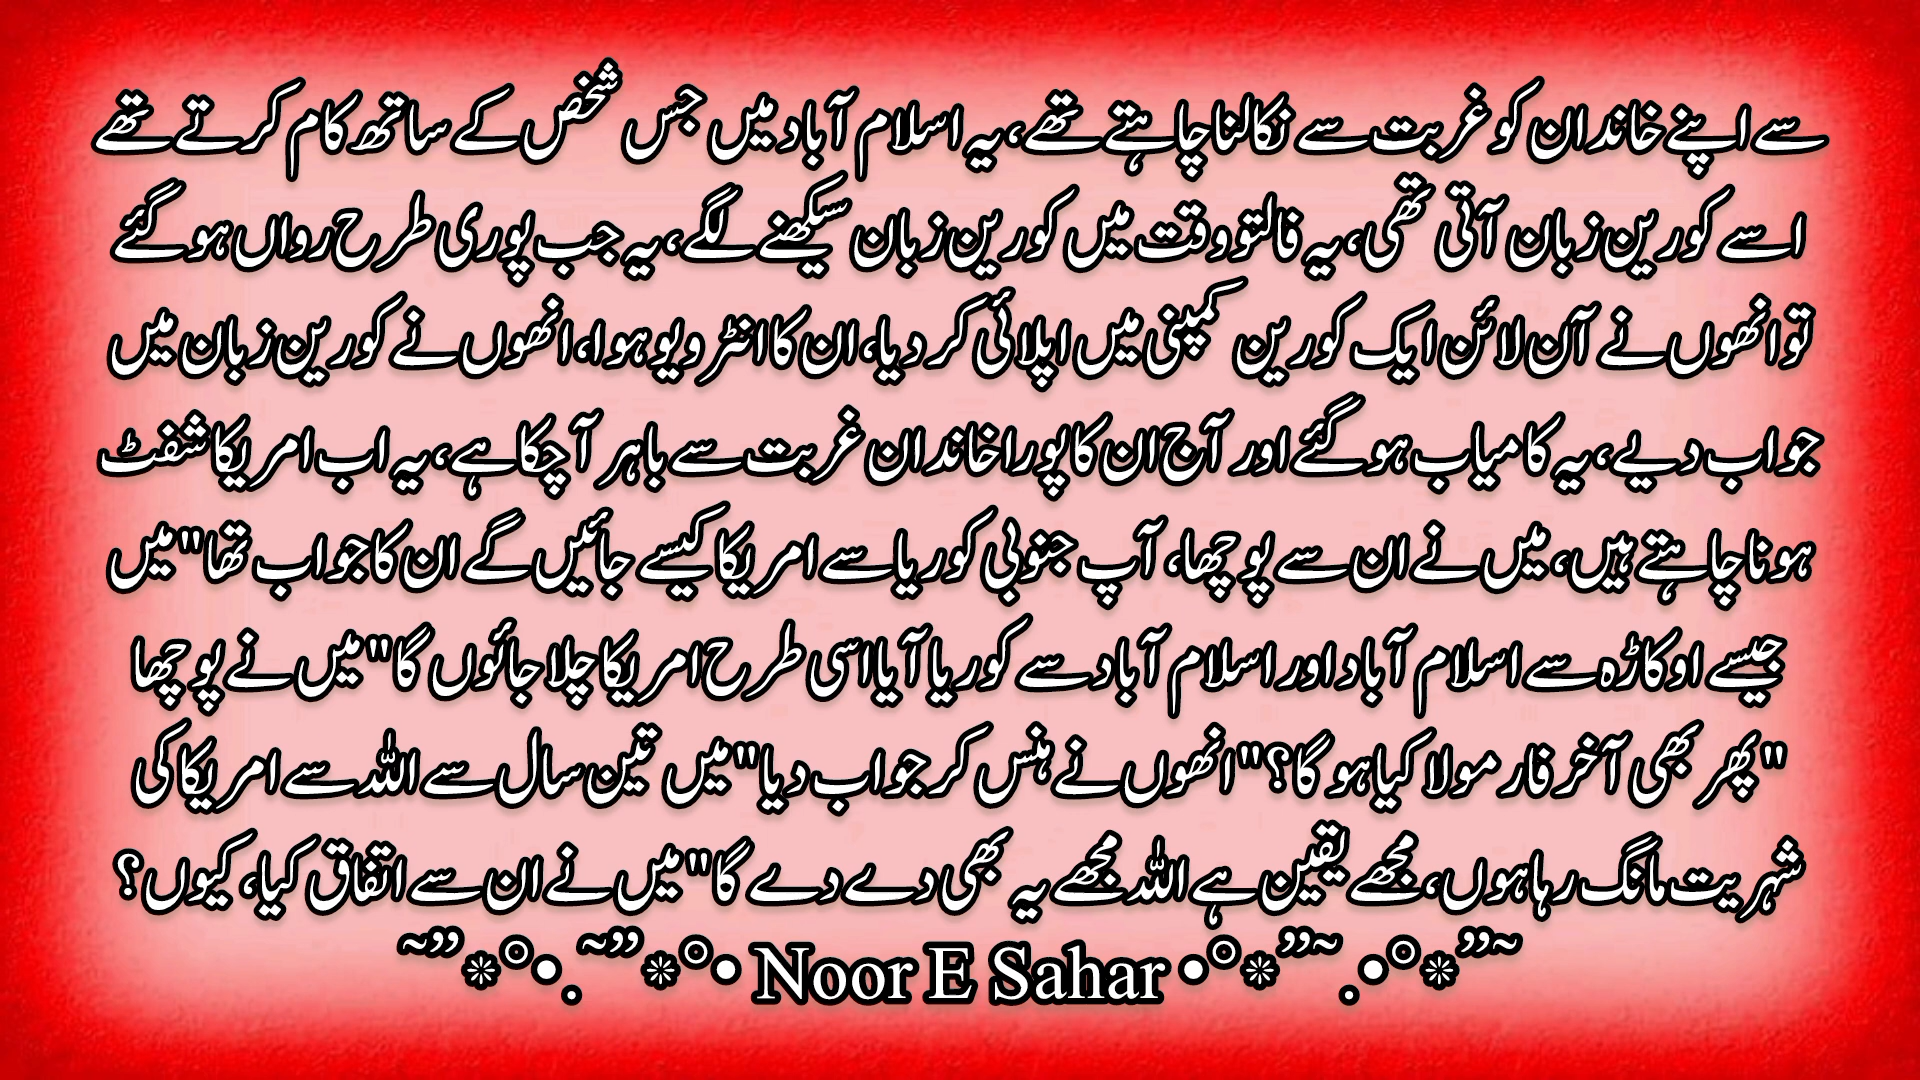 سے اپنے خاندان کو غربت سے نکالنا چاہتے تھے، یہ اسلام آباد میں جس شخص کے ساتھ کام کرتے تھے
اسے کورین زبان آتی تھی، یہ فالتو وقت میں کورین زبان سیکھنے لگے، یہ جب پوری طرح رواں ہو گئے
تو انھوں نے آن لائن ایک کورین کمپنی میں اپلائی کر دیا، ان کا انٹرویو ہوا، انھوں نے کورین زبان میں
جواب دیے، یہ کامیاب ہو گئے اور آج ان کا پورا خاندان غربت سے باہر آ چکا ہے، یہ اب امریکا شفٹ
ہونا چاہتے ہیں، میں نے ان سے پوچھا، آپ جنوبی کوریا سے امریکا کیسے جائیں گے ان کا جواب تھا "میں
جیسے اوکاڑہ سے اسلام آباد اور اسلام آباد سے کوریا آیا اسی طرح امریکا چلا جائوں گا" میں نے پوچھا
"پھر بھی آخر فارمولا کیا ہو گا؟" انھوں نے ہنس کر جواب دیا "میں تین سال سے اللہ سے امریکا کی
شہریت مانگ رہا ہوں، مجھے یقین ہے اللہ مجھے یہ بھی دے دے گا" میں نے ان سے اتفاق کیا، کیوں؟
˜”*°•.˜”*°• Noor E Sahar •°*”˜.•°*”˜